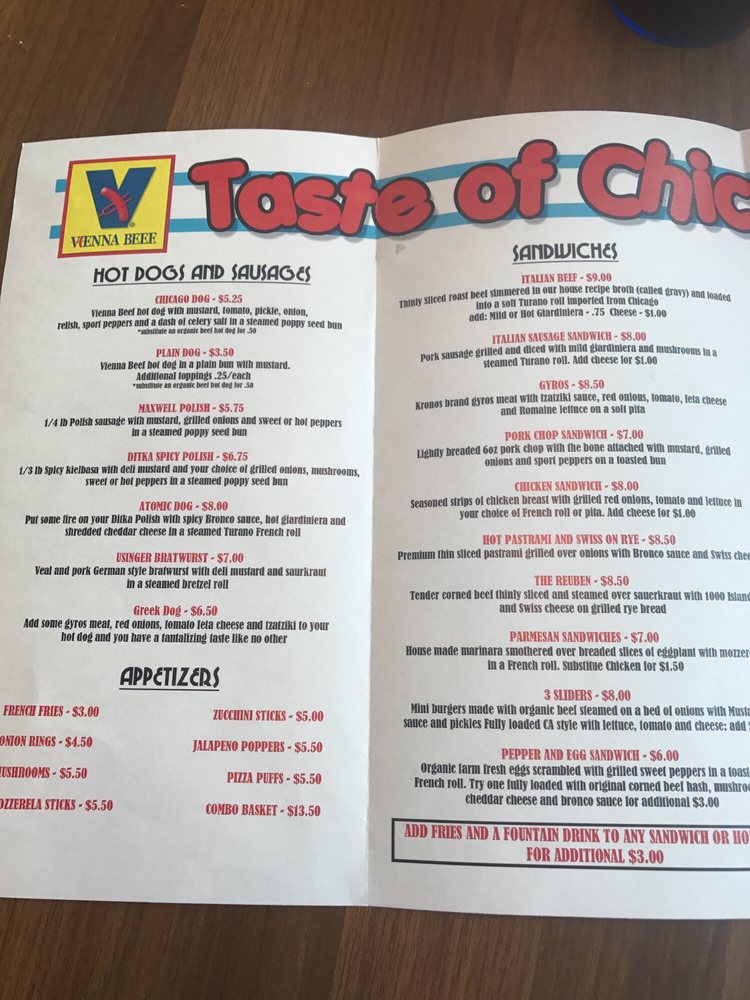 VIENNA BEEF
Taste of Chic
HOT DOGS AND SAUSAGES
CHICAGO DOG - $5.25
Vienna Beef hot dog with mustard, tomato, pickle, onion,
relish, sport peppers and a dash of celery salt in a steamed poppy seed bun
*substitute an organic beef hot dog for .50
PLAIN DOG - $3.50
Vienna Beef hot dog in a plain bun with mustard.
Additional toppings .25/each
*substitute an organic beef hot dog for .50
MAXWELL POLISH - $5.75
1/4 lb Polish sausage with mustard, grilled onions and sweet or hot peppers
in a steamed poppy seed bun
DITKA SPICY POLISH - $6.75
1/3 lb Spicy kielbasa with deli mustard and your choice of grilled onions, mushrooms,
sweet or hot peppers in a steamed poppy seed bun
ATOMIC DOG - $8.00
Put some fire on your Ditka Polish with spicy Bronco sauce, hot giardiniera and
shredded cheddar cheese in a steamed Turano French roll
USINGER BRATWURST - $7.00
Veal and pork German style bratwurst with deli mustard and saurkraut
in a steamed bretzel roll
Greek Dog - $6.50
Add some gyros meat, red onions, tomato feta cheese and tzatziki to your
hot dog and you have a tantalizing taste like no other
APPETIZERS
FRENCH FRIES - $3.00
ONION RINGS - $4.50
MUSHROOMS - $5.50
OZZERELA STICKS - $5.50
ZUCCHINI STICKS - $5.00
JALAPENO POPPERS - $5.50
PIZZA PUFFS - $5.50
COMBO BASKET - $13.50
SANDWICHES
ITALIAN BEEF - $9.00
Thinly sliced roast beef simmered in our house recipe broth (called gravy) and loaded
into a soft Turano roll imported from Chicago
add: Mild or Hot Giardiniera - .75 Cheese - $1.00
ITALIAN SAUSAGE SANDWICH - $8.00
Pork sausage grilled and diced with mild giardiniera and mushrooms in a
steamed Turano roll. Add cheese for $1.00
GYROS - $8.50
Kronos brand gyros meat with tzatziki sauce, red onions, tomato, feta cheese
and Romaine lettuce on a soft pita
PORK CHOP SANDWICH - $7.00
Lightly breaded 6oz pork chop with the bone attached with mustard, grilled
onions and sport peppers on a toasted bun
CHICKEN SANDWICH - $8.00
Seasoned strips of chicken breast with grilled red onions, tomato and lettuce in
your choice of French roll or pita. Add cheese for $1.00
HOT PASTRAMI AND SWISS ON RYE - $8.50
Premium thin sliced pastrami grilled over onions with Bronco sauce and Swiss chee
THE REUBEN - $8.50
Tender corned beef thinly sliced and steamed over sauerkraut with 1000 Island
and Swiss cheese on grilled rye bread
PARMESAN SANDWICHES - $7.00
House made marinara smothered over breaded slices of eggplant with mozzer
in a French roll. Substitue Chicken for $1.50
3 SLIDERS - $8.00
Mini burgers made with organic beef steamed on a bed of onions with Musta
sauce and pickles Fully loaded CA style with lettuce, tomato and cheese: add
PEPPER AND EGG SANDWICH - $6.00
Organic farm fresh eggs scrambled with grilled sweet peppers in a toast
French roll. Try one fully loaded with original corned beef hash, mushroo
cheddar cheese and bronco sauce for additional $3.00
ADD FRIES AND A FOUNTAIN DRINK TO ANY SANDWICH OR HO
FOR ADDITIONAL $3.00